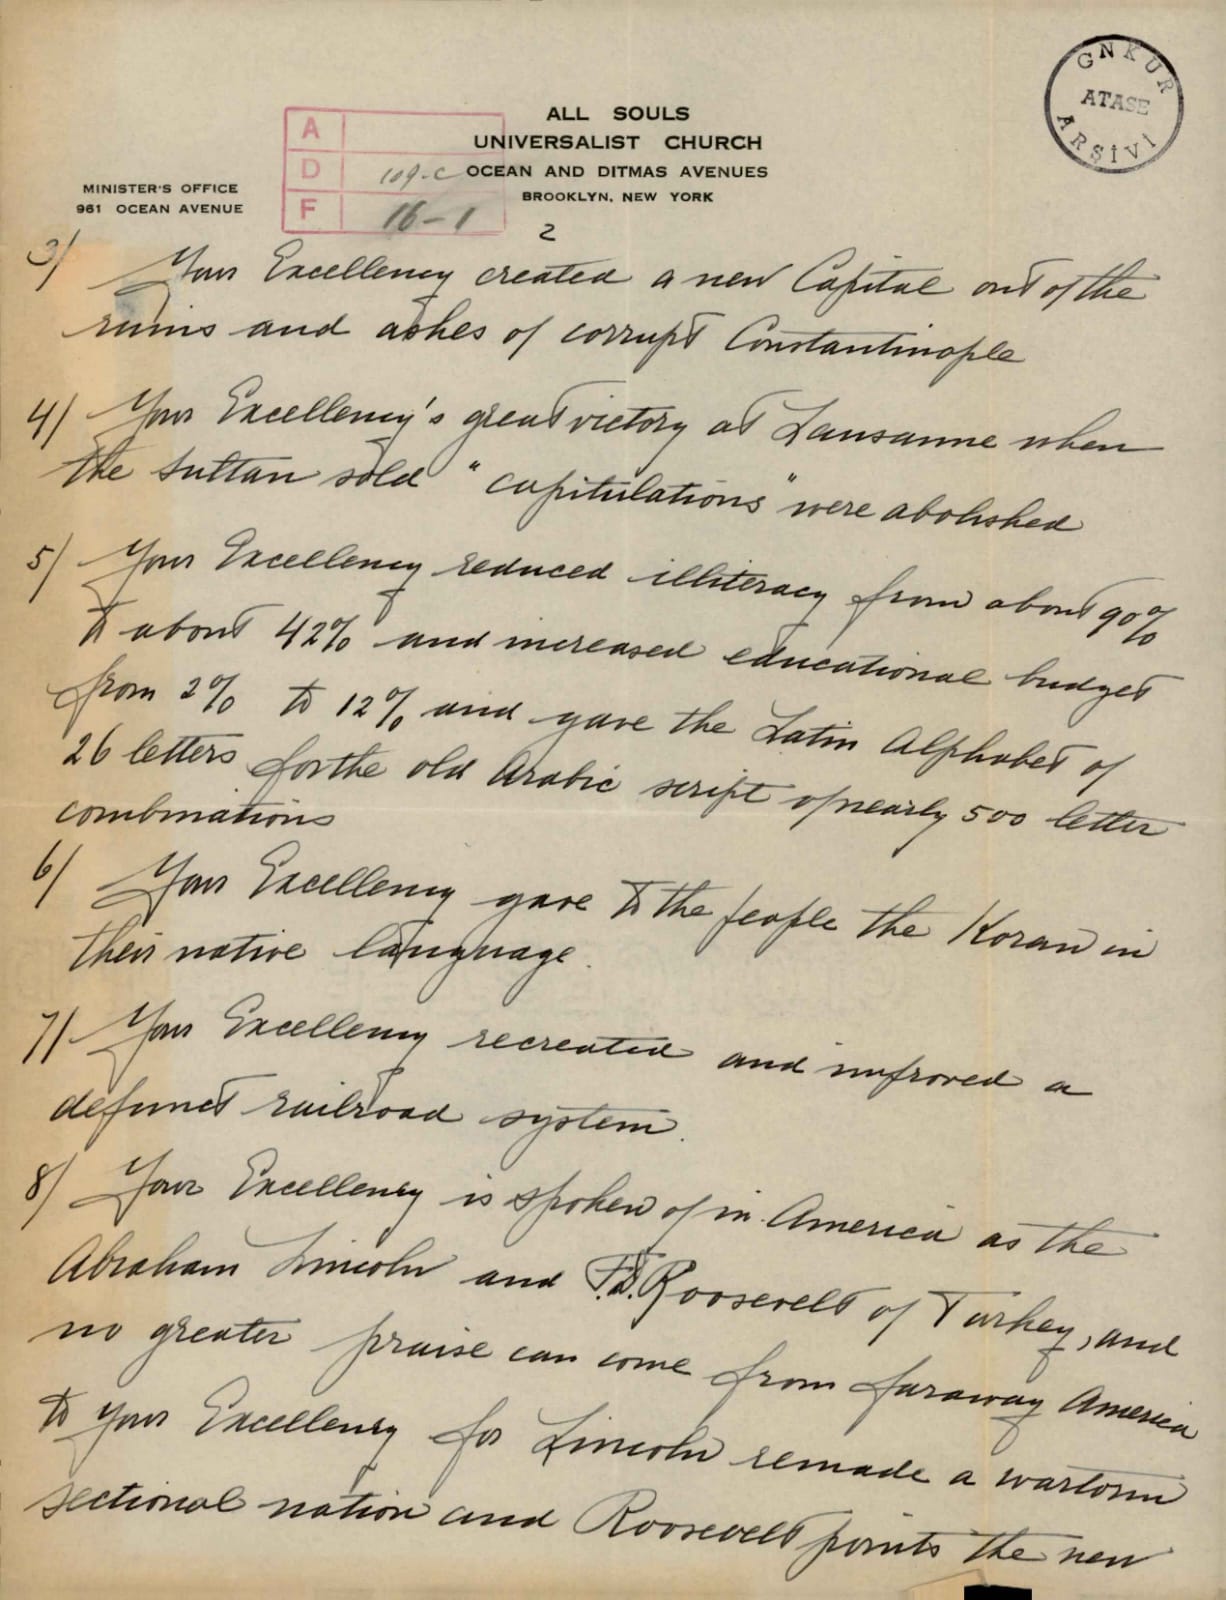 GNKUR
ATASE
ARŞİVİ
ALL SOULS
UNIVERSALIST CHURCH
OCEAN AND DITMAS AVENUES
BROOKLYN, NEW YORK
MINISTER'S OFFICE
961 OCEAN AVENUE
A
D 109-C
F 16-1
2
3/ Your Excellency created a new Capital out of the
ruins and ashes of corrupt Constantinople
4/ Your Excellency's great victory at Lausanne when
the Sultan sold "capitulations" were abolished
5/ Your Excellency reduced illiteracy from about 90%
to about 42% and increased educational budget
from 2% to 12% and gave the Latin Alphabet of
26 letters for the old Arabic script of nearly 500 letter
combinations
6/ Your Excellency gave to the people the Koran in
their native language.
7/ Your Excellency recreated and improved a
defunct railroad system.
8/ Your Excellency is spoken of in America as the
Abraham Lincoln and F.D. Roosevelt of Turkey, and
no greater praise can come from faraway America
to your Excellency for Lincoln remade a wartorn
sectional nation and Roosevelt points the new